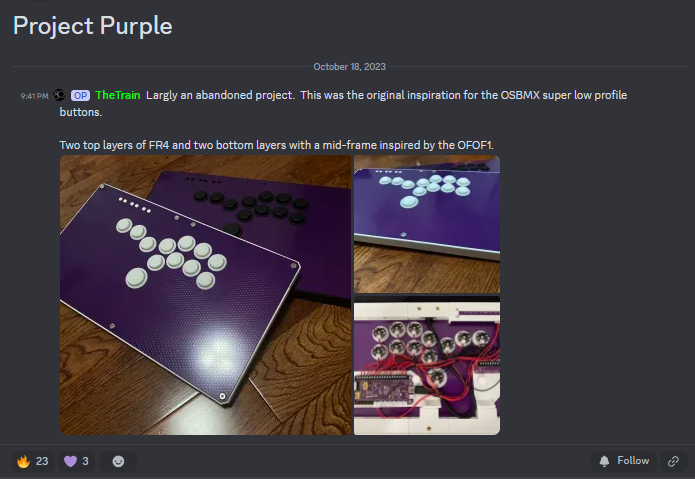 Project Purple
October 18, 2023
9:41 PM OP TheTrain Largly an abandoned project. This was the original inspiration for the OSBMX super low profile
buttons.
Two top layers of FR4 and two bottom layers with a mid-frame inspired by the OFOF1.
23 3 Follow